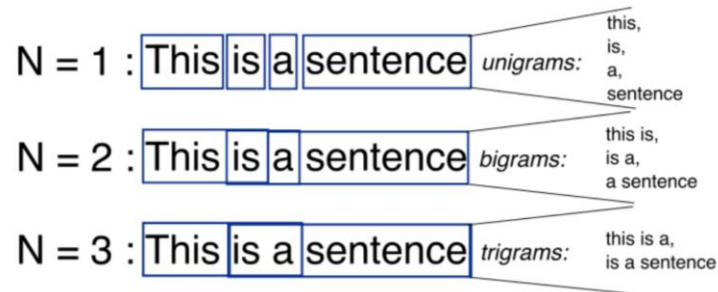 N = 1 : This is a sentence unigrams:
this,
is,
a,
sentence
N = 2 : This is a sentence bigrams:
this is,
is a,
a sentence
N = 3 : This is a sentence trigrams:
this is a,
is a sentence